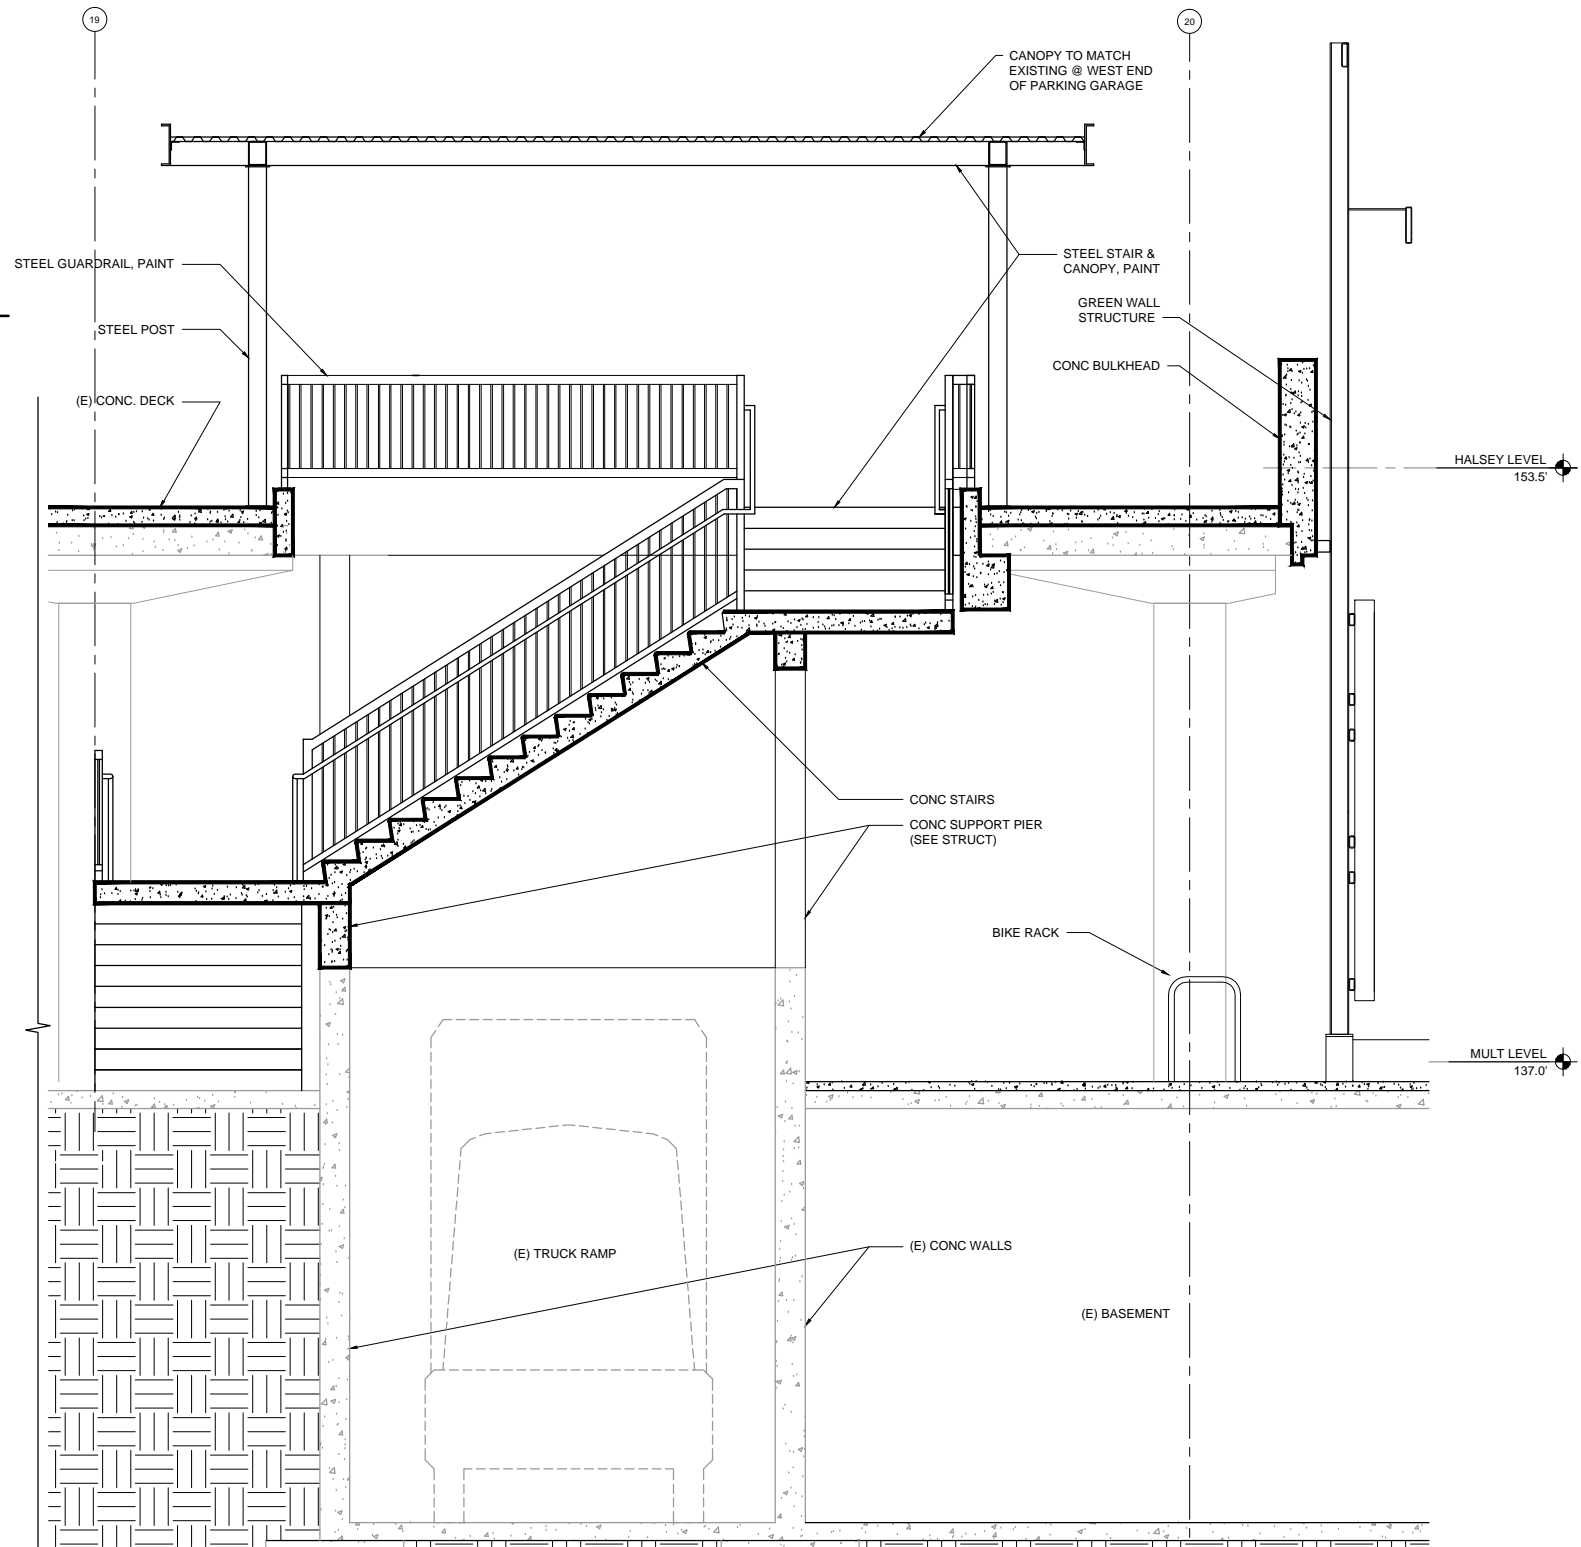 19
20
CANOPY TO MATCH
EXISTING @ WEST END
OF PARKING GARAGE
STEEL GUARDRAIL, PAINT
STEEL STAIR &
CANOPY, PAINT
GREEN WALL
STRUCTURE
STEEL POST
CONC BULKHEAD
(E) CONC. DECK
HALSEY LEVEL
153.5'
CONC STAIRS
CONC SUPPORT PIER
(SEE STRUCT)
BIKE RACK
MULT LEVEL
137.0'
(E) TRUCK RAMP
(E) CONC WALLS
(E) BASEMENT